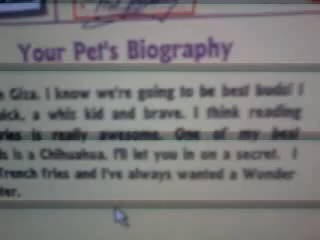 Your Pet's Biography
Giza. I know we're going to be best buds! I
a whis kid and brave. I think reading
is really awesome. One of my best
is a Chihuahua. I'll let you in on a secret. I
French fries and I've always wanted a Wonder